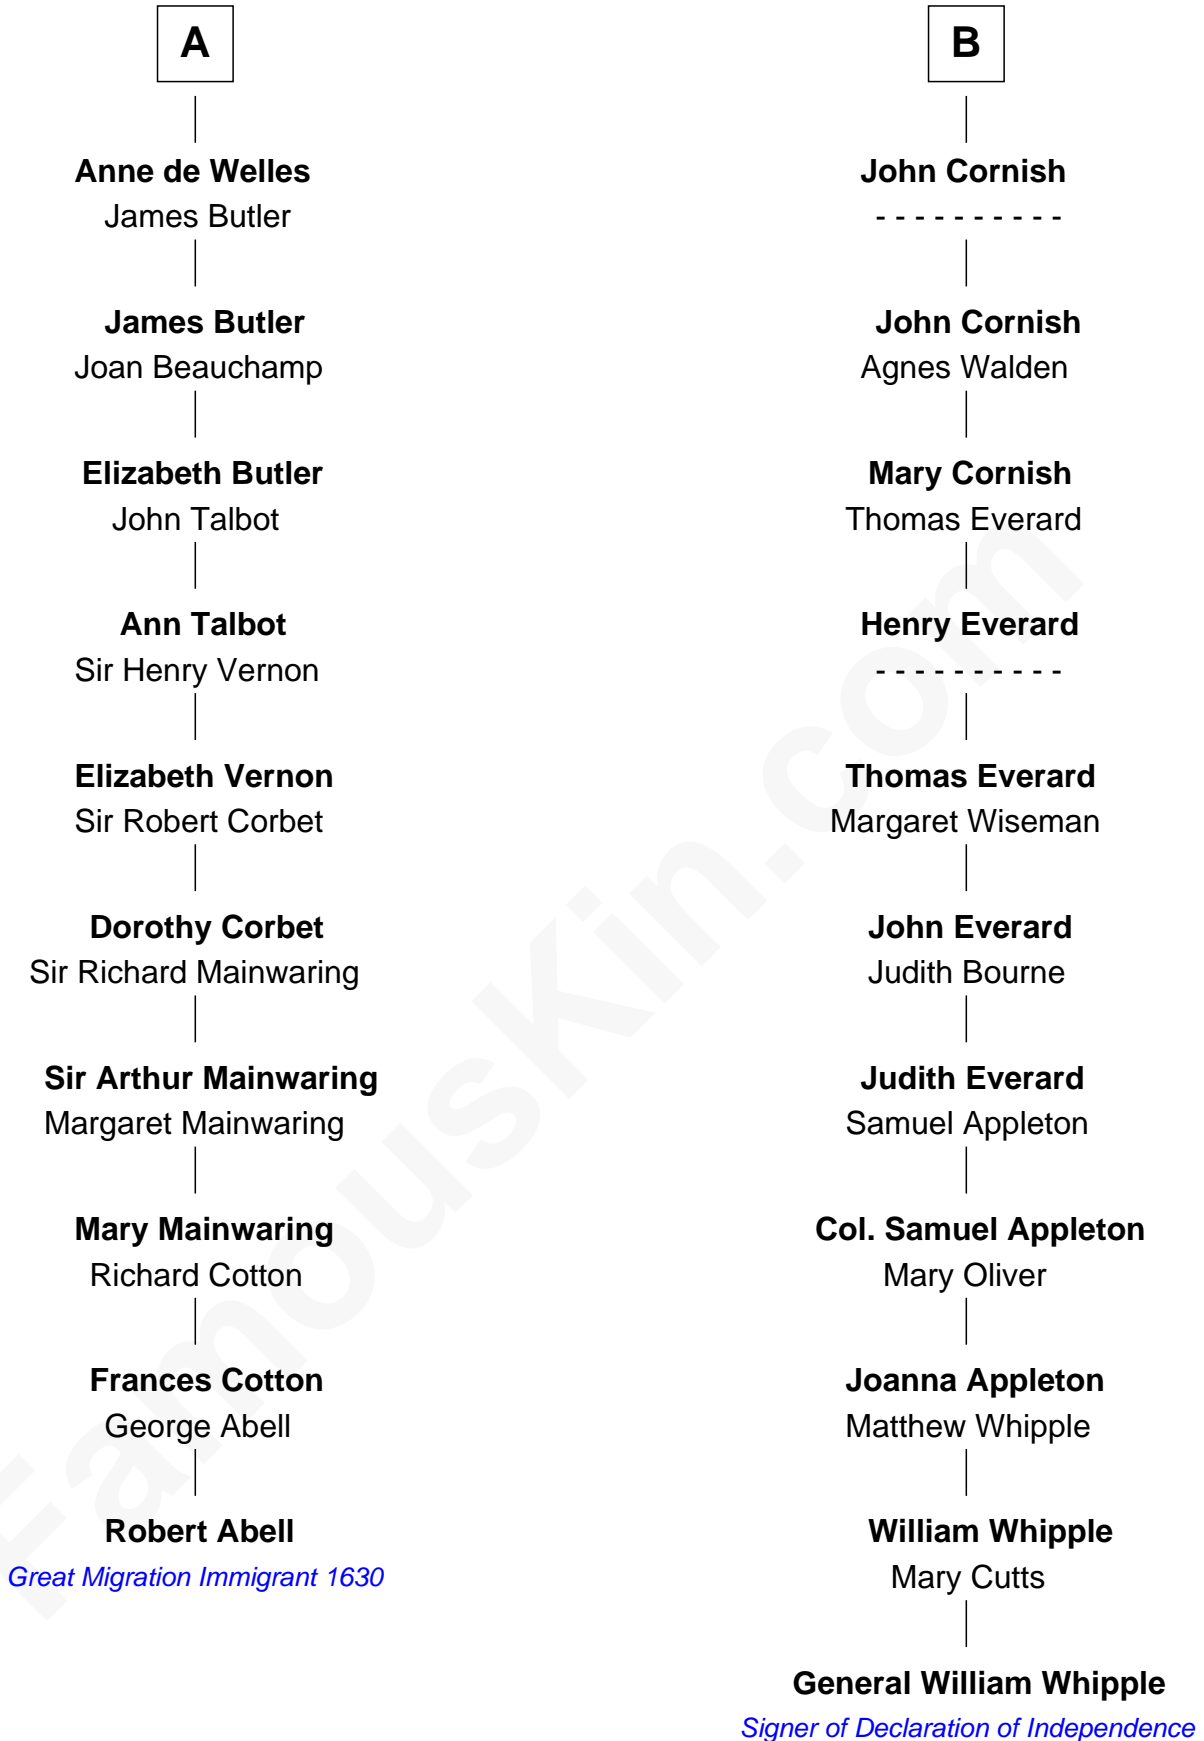 A
Anne de Welles
James Butler
James Butler
Joan Beauchamp
Elizabeth Butler
John Talbot
Ann Talbot
Sir Henry Vernon
Elizabeth Vernon
Sir Robert Corbet
Dorothy Corbet
Sir Richard Mainwaring
Sir Arthur Mainwaring
Margaret Mainwaring
Mary Mainwaring
Richard Cotton
Frances Cotton
George Abell
Robert Abell
Great Migration Immigrant 1630
B
John Cornish
- - - - - - - - - -
John Cornish
Agnes Walden
Mary Cornish
Thomas Everard
Henry Everard
- - - - - - - - - -
Thomas Everard
Margaret Wiseman
John Everard
Judith Bourne
Judith Everard
Samuel Appleton
Col. Samuel Appleton
Mary Oliver
Joanna Appleton
Matthew Whipple
William Whipple
Mary Cutts
General William Whipple
Signer of Declaration of Independence
FamousKin.com